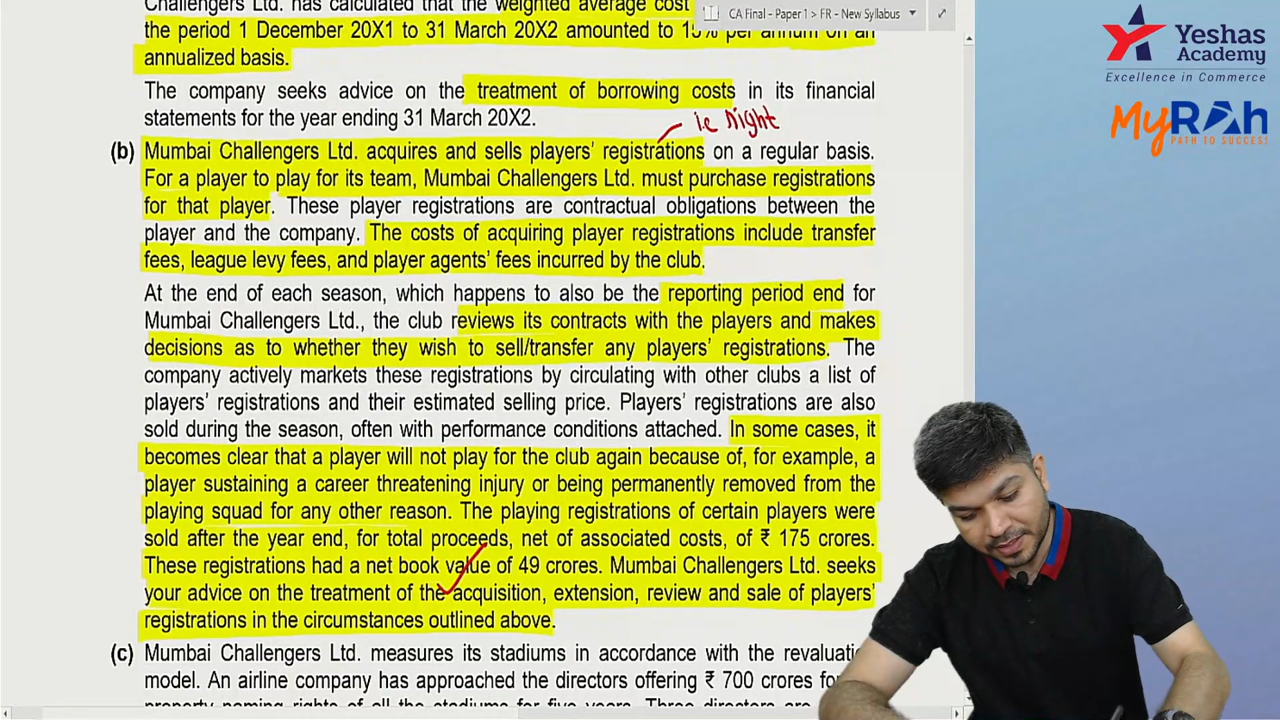 Challengers Ltd. has calculated that the weighted average cost
CA Final - Paper 1 > FR - New Syllabus
the period 1 December 20X1 to 31 March 20X2 amounted to per annum on an
annualized basis.
The company seeks advice on the treatment of borrowing costs in its financial
statements for the year ending 31 March 20X2.
i.e Right
(b) Mumbai Challengers Ltd. acquires and sells players' registrations on a regular basis.
For a player to play for its team, Mumbai Challengers Ltd. must purchase registrations
for that player. These player registrations are contractual obligations between the
player and the company. The costs of acquiring player registrations include transfer
fees, league levy fees, and player agents' fees incurred by the club.
At the end of each season, which happens to also be the reporting period end for
Mumbai Challengers Ltd., the club reviews its contracts with the players and makes
decisions as to whether they wish to sell/transfer any players' registrations. The
company actively markets these registrations by circulating with other clubs a list of
players' registrations and their estimated selling price. Players' registrations are also
sold during the season, often with performance conditions attached. In some cases, it
becomes clear that a player will not play for the club again because of, for example, a
player sustaining a career threatening injury or being permanently removed from the
playing squad for any other reason. The playing registrations of certain players were
sold after the year end, for total proceeds, net of associated costs, of ₹ 175 crores.
These registrations had a net book value of 49 crores. Mumbai Challengers Ltd. seeks
your advice on the treatment of the acquisition, extension, review and sale of players'
registrations in the circumstances outlined above.
(c) Mumbai Challengers Ltd. measures its stadiums in accordance with the
model. An airline company has approached the directors offering ₹ 700 crores
property naming rights of all the stadiums for five years. Three directors are
Yeshas
Academy
Excellence in Commerce
MyRAh
PATH TO SUCCESS